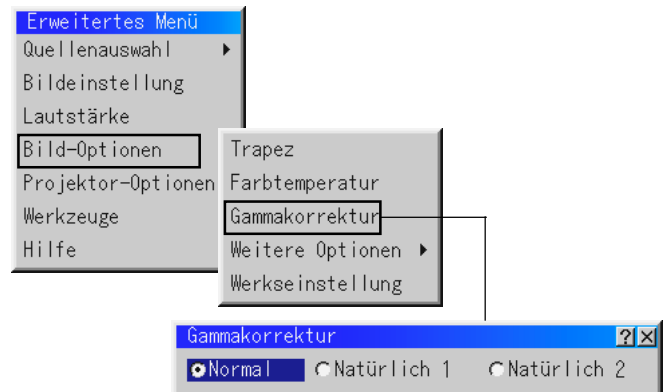 Erweitertes Menü
Quellenauswahl
Bildeinstellung
Lautstärke
Bild-Optionen
Projektor-Optionen
Werkzeuge
Hilfe
Trapez
Farbtemperatur
Gammakorrektur
Weitere Optionen
Werkseinstellung
Gammakorrektur ? ×
Normal Natürlich 1 Natürlich 2